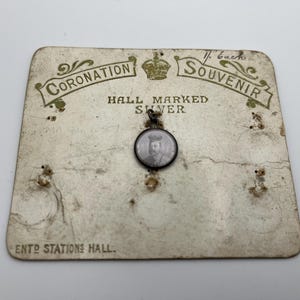 CORONATION SOUVENIR
HALL MARKED
SILVER
ENTD STATIONS HALL.